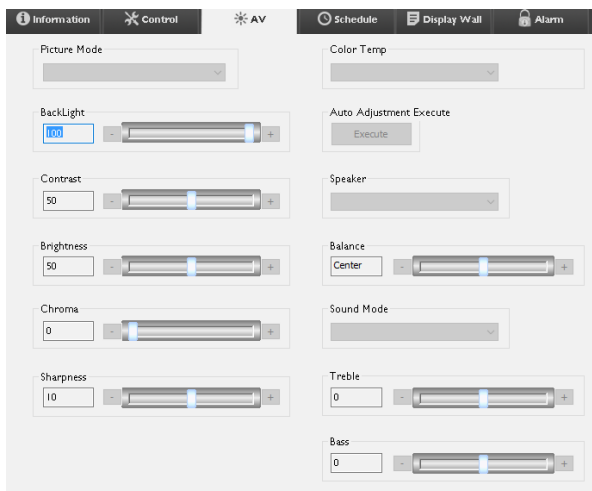 Information Control AV Schedule Display Wall Alarm
Picture Mode
Color Temp
BackLight
100 - +
Auto Adjustment Execute
Execute
Contrast
50 - +
Speaker
Brightness
50 - +
Balance
Center - +
Chroma
0 - +
Sound Mode
Sharpness
10 - +
Treble
0 - +
Bass
0 - +